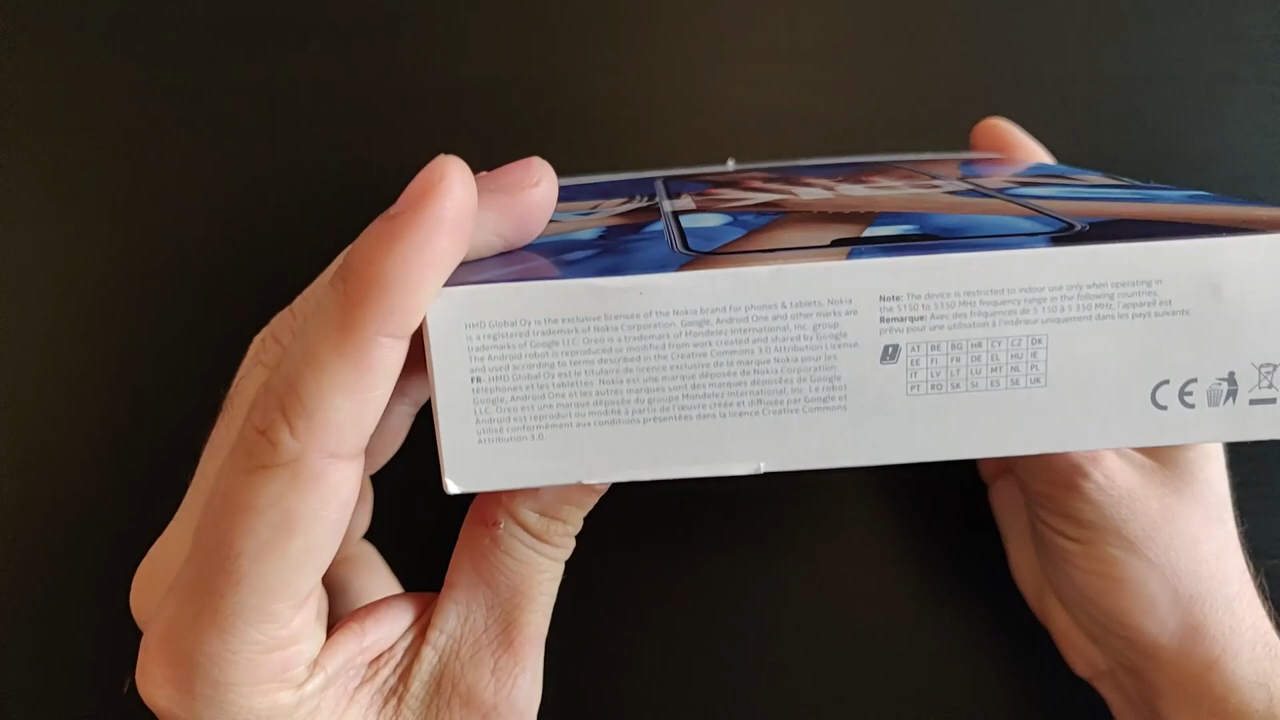 HMD Global Oy is the exclusive licensee of the Nokia brand for phones & tablets. Nokia
is a registered trademark of Nokia Corporation. Google, Android One and other marks are
trademarks of Google LLC. Oreo is a trademark of Mondelez International, Inc. group.
The Android robot is reproduced or modified from work created and shared by Google
and used according to terms described in the Creative Commons 3.0 Attribution License.
FR- HMD Global Oy est le titulaire de licence exclusive de la marque Nokia pour les
téléphones et les tablettes. Nokia est une marque déposée de Nokia Corporation
Google, Android One et les autres marques sont des marques déposées de Google
LLC. Oreo est une marque déposée du groupe Mondelez International, Inc. Le robot
Android est reproduit ou modifié à partir de l'œuvre créée et diffusée par Google et
utilisé conformément aux conditions présentées dans la licence Creative Commons
Attribution 3.0.
Note: The device is restricted to indoor use only when operating in
the 5150 to 5350 MHz frequency range in the following countries.
Remarque: Avec des fréquences de 5 150 à 5 350 MHz, l'appareil est
prévu pour une utilisation à l'intérieur uniquement dans les pays suivants:
AT BE BG HR CY CZ DK
EE FI FR DE EL HU IE
IT LV LT LU MT NL PL
PT RO SK SI ES SE UK
CE